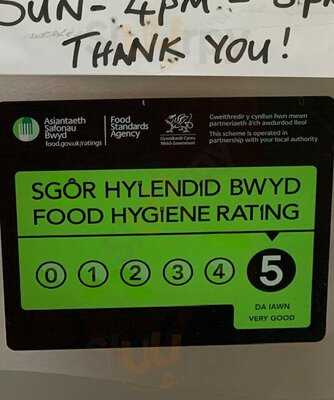 SUN- 4PM -
THANK YOU!
Asiantaeth
Safonau
Bwyd
food.gov.uk/ratings
Food
Standards
Agency
Llywodraeth Cymru
Welsh Government
Gweithredir y cynllun hwn mewn
partneriaeth â'ch awdurdod lleol
This scheme is operated in
partnership with your local authority
SGÔR HYLENDID BWYD
FOOD HYGIENE RATING
0 1 2 3 4 5
DA IAWN
VERY GOOD